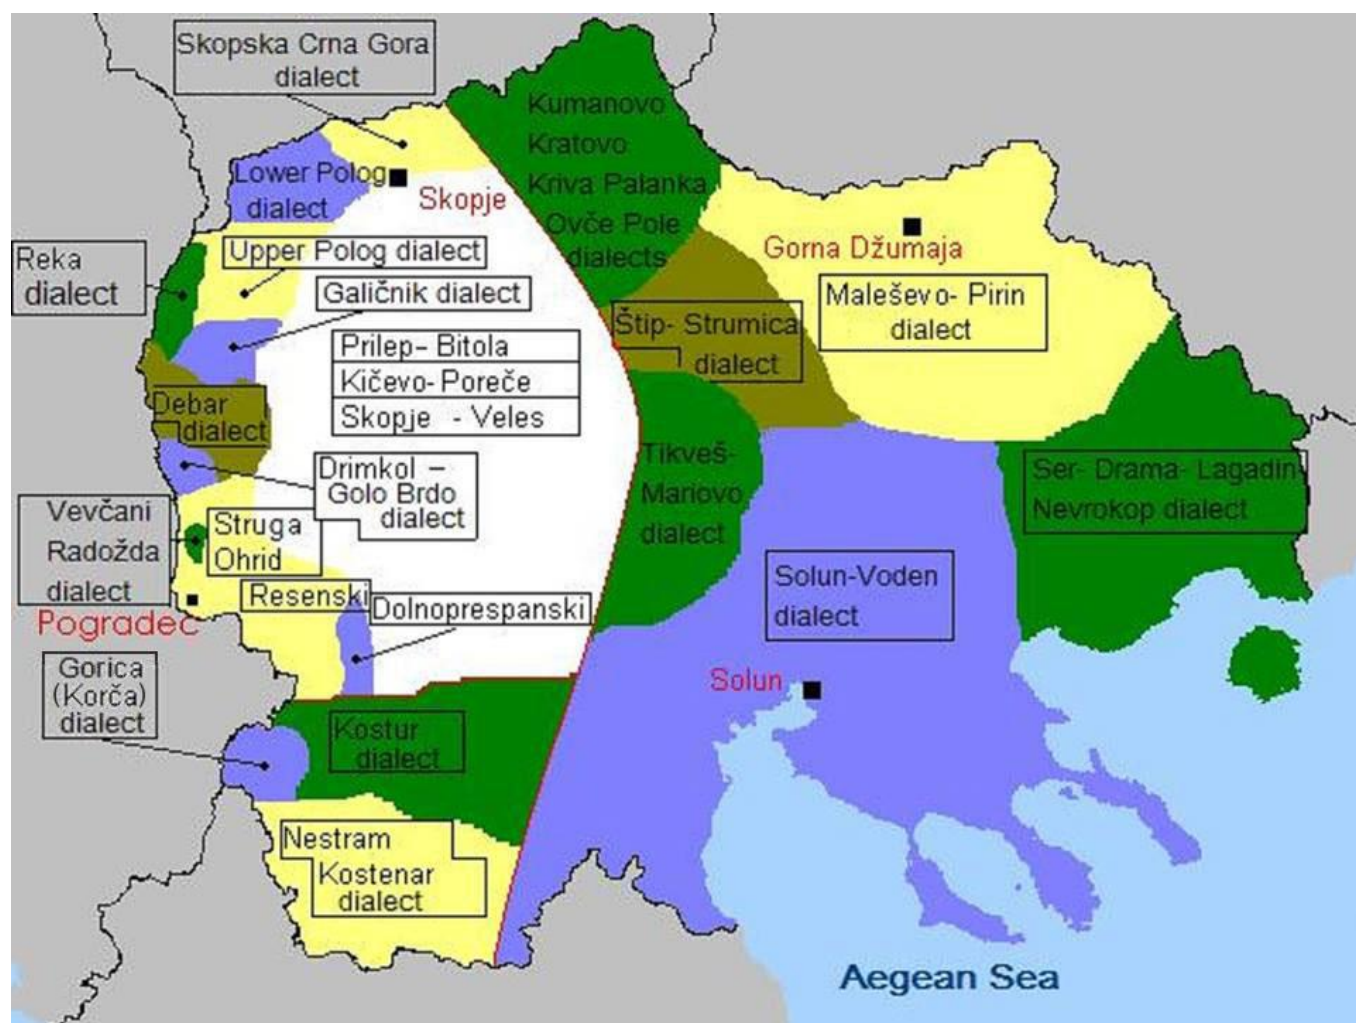 Skopska Crna Gora
dialect
Kumanovo
Kratovo
Kriva Palanka
Ovče Pole
dialects
Lower Polog
dialect
Skopje
Gorna Džumaja
Reka
dialect
Upper Polog dialect
Galičnik dialect
Maleševo- Pirin
dialect
Štip- Strumica
dialect
Prilep- Bitola
Kičevo- Poreče
Skopje - Veles
Debar
dialect
Drimkol -
Golo Brdo
dialect
Tikveš-
Mariovo
dialect
Ser- Drama- Lagadin-
Nevrokop dialect
Vevčani
Radožda
dialect
Struga
Ohrid
Resenski
Dolnoprespanski
Solun-Voden
dialect
Pogradec
Gorica
(Korča)
dialect
Solun
Kostur
dialect
Nestram
Kostenar
dialect
Aegean Sea